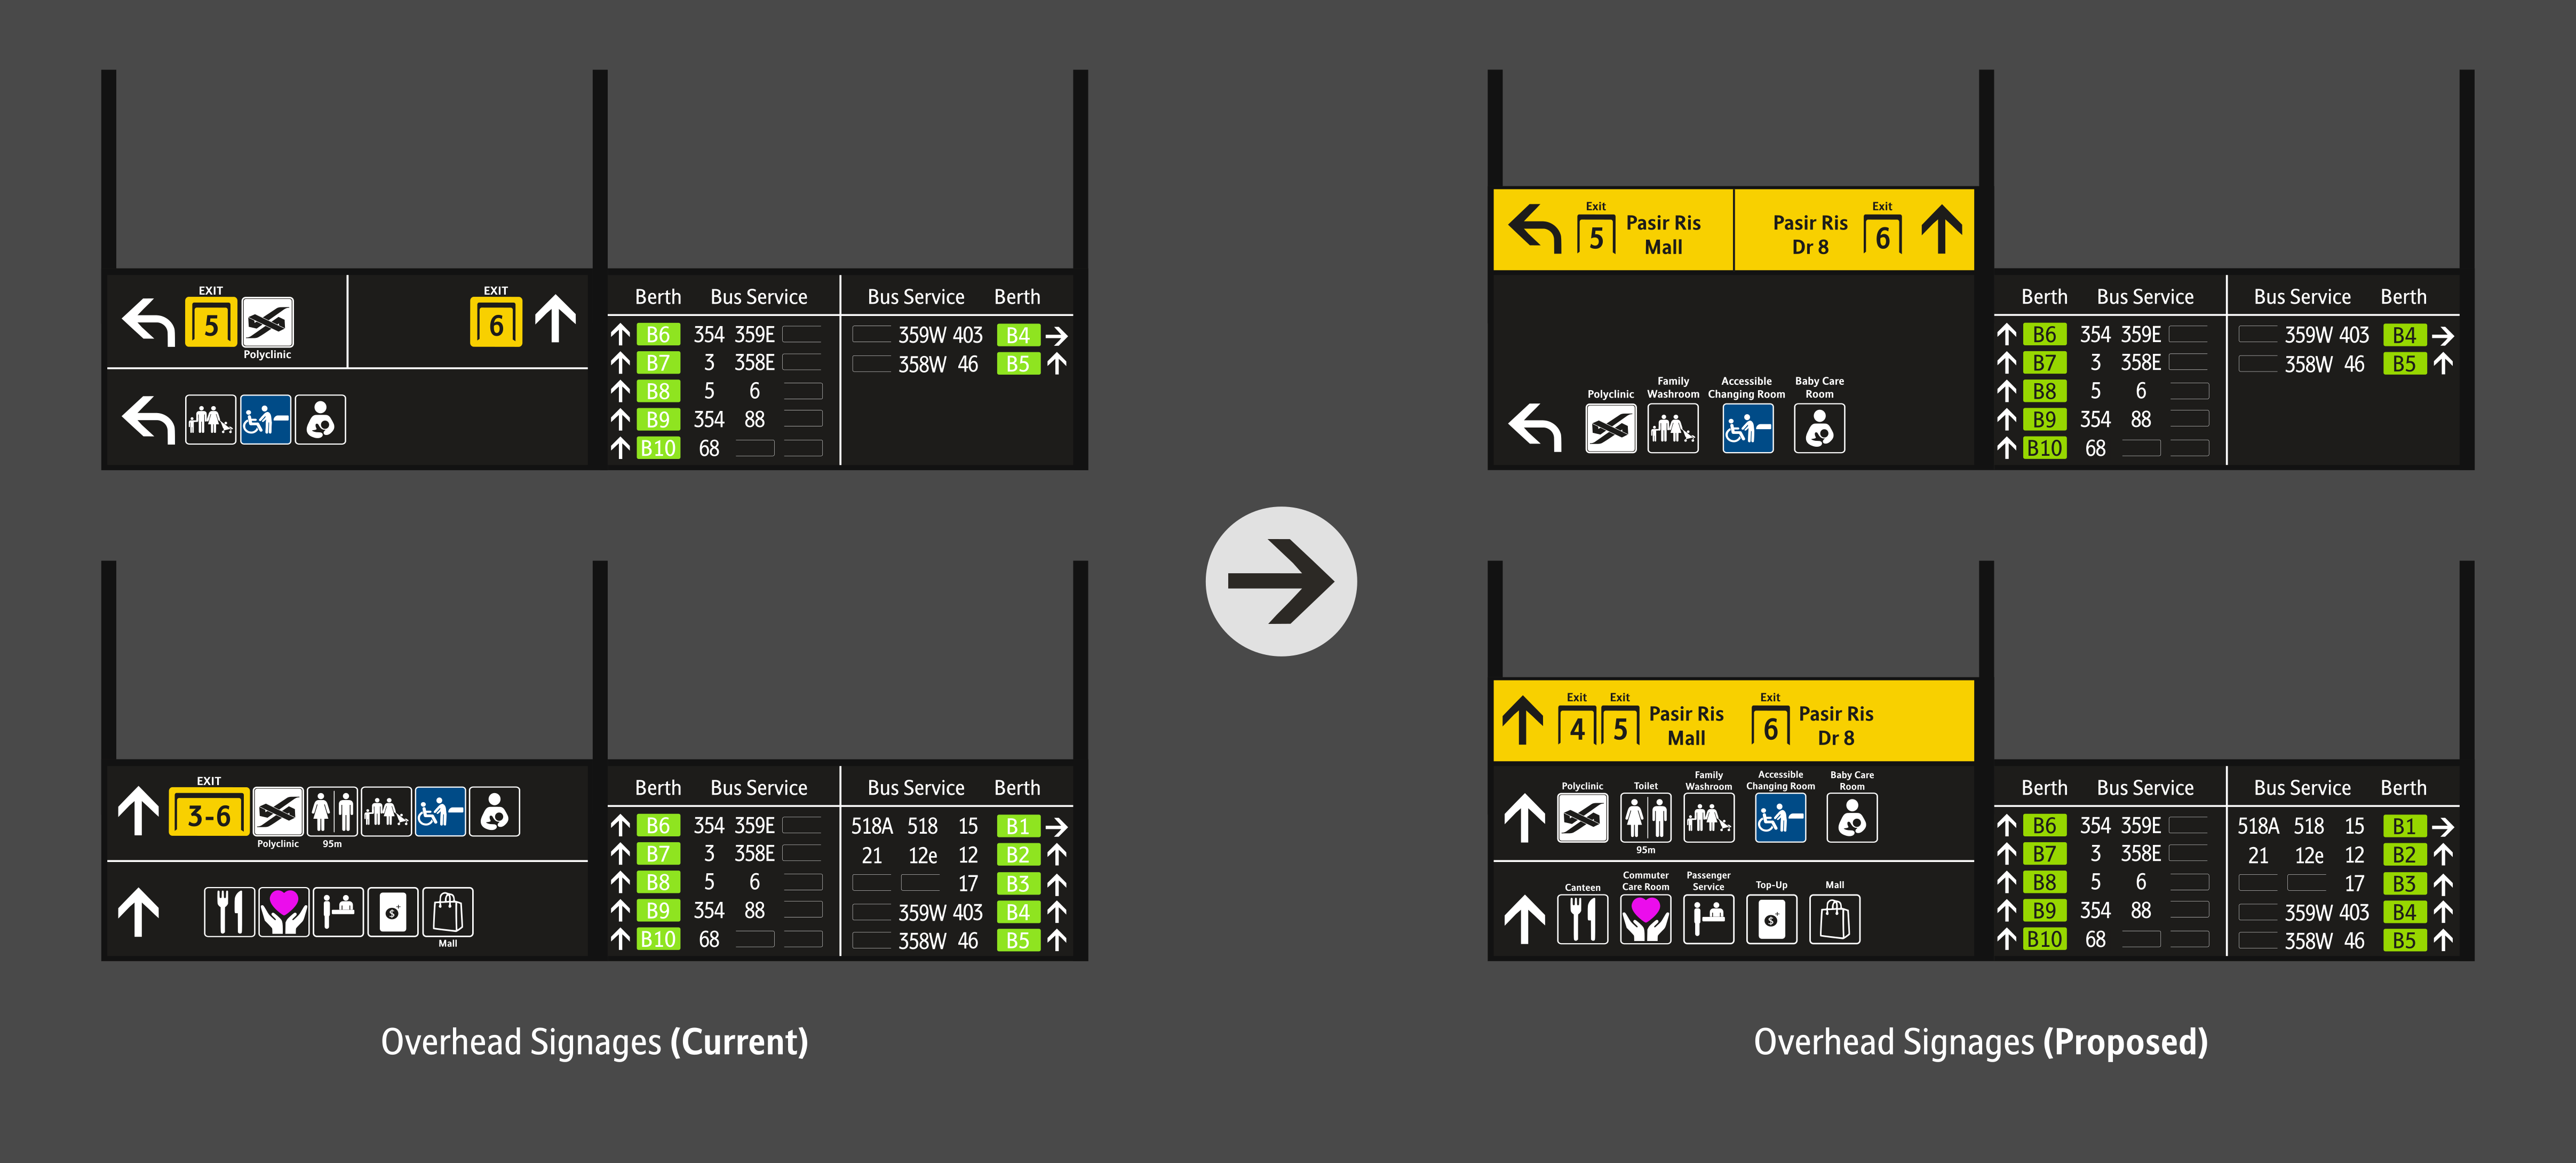 EXIT
5
Polyclinic
EXIT
6
Berth Bus Service
B6 354 359E
B7 3 358E
B8 5 6
B9 354 88
B10 68
Bus Service Berth
359W 403 B4
358W 46 B5
Exit
5
Pasir Ris
Mall
Pasir Ris
Dr 8
Exit
6
Polyclinic
Family
Washroom
Accessible
Changing Room
Baby Care
Room
Berth Bus Service
B6 354 359E
B7 3 358E
B8 5 6
B9 354 88
B10 68
Bus Service Berth
359W 403 B4
358W 46 B5
EXIT
3-6
Polyclinic
95m
$+
Mall
Berth Bus Service
B6 354 359E
B7 3 358E
B8 5 6
B9 354 88
B10 68
Bus Service Berth
518A 518 15 B1
21 12e 12 B2
17 B3
359W 403 B4
358W 46 B5
Exit Exit
4 5
Pasir Ris
Mall
Exit
6
Pasir Ris
Dr 8
Polyclinic
Toilet
95m
Family
Washroom
Accessible
Changing Room
Baby Care
Room
Canteen
Commuter
Care Room
Passenger
Service
Top-Up
$+
Mall
Berth Bus Service
B6 354 359E
B7 3 358E
B8 5 6
B9 354 88
B10 68
Bus Service Berth
518A 518 15 B1
21 12e 12 B2
17 B3
359W 403 B4
358W 46 B5
Overhead Signages (Current)
Overhead Signages (Proposed)